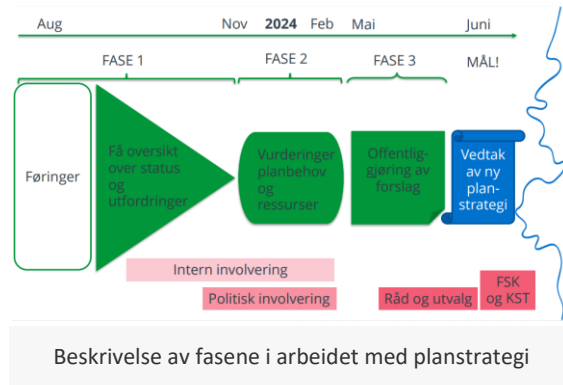 Aug Nov 2024 Feb Mai Juni
FASE 1 FASE 2 FASE 3 MÅL!
Føringer
Få oversikt
over status
og
utfordringer
Vurderinger
planbehov
og
ressurser
Offentlig-
gjøring av
forslag
Vedtak
av ny
plan-
strategi
Intern involvering
Politisk involvering
Råd og utvalg
FSK
og KST
Beskrivelse av fasene i arbeidet med planstrategi